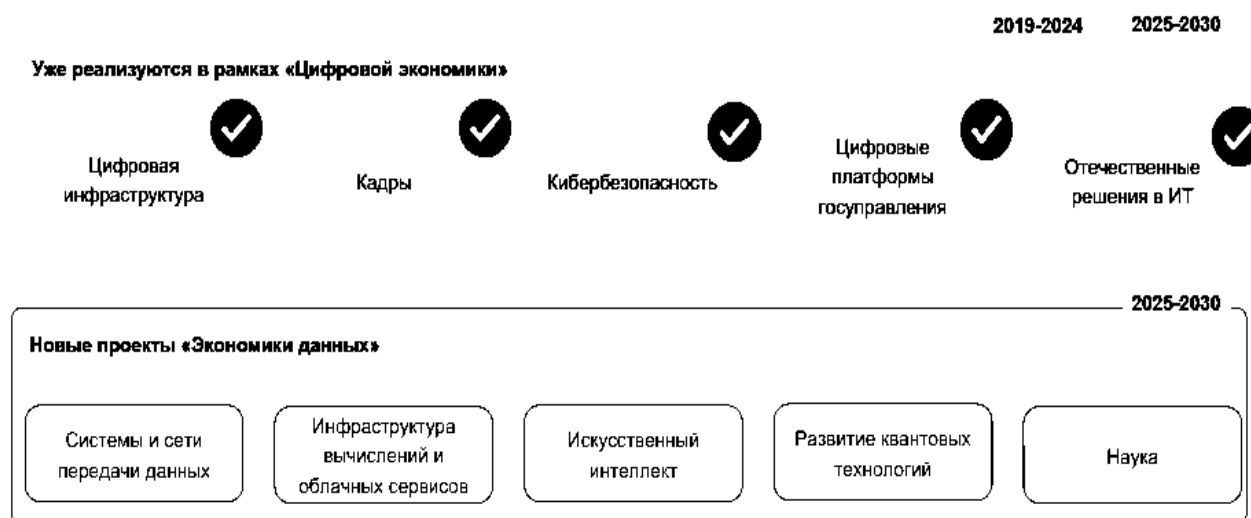 2019-2024 2025-2030
Уже реализуются в рамках «Цифровой экономики»
Цифровая
инфраструктура
Кадры
Кибербезопасность
Цифровые
платформы
госуправления
Отечественные
решения в ИТ
2025-2030
Новые проекты «Экономики данных»
Системы и сети
передачи данных
Инфраструктура
вычислений и
облачных сервисов
Искусственный
интеллект
Развитие квантовых
технологий
Наука